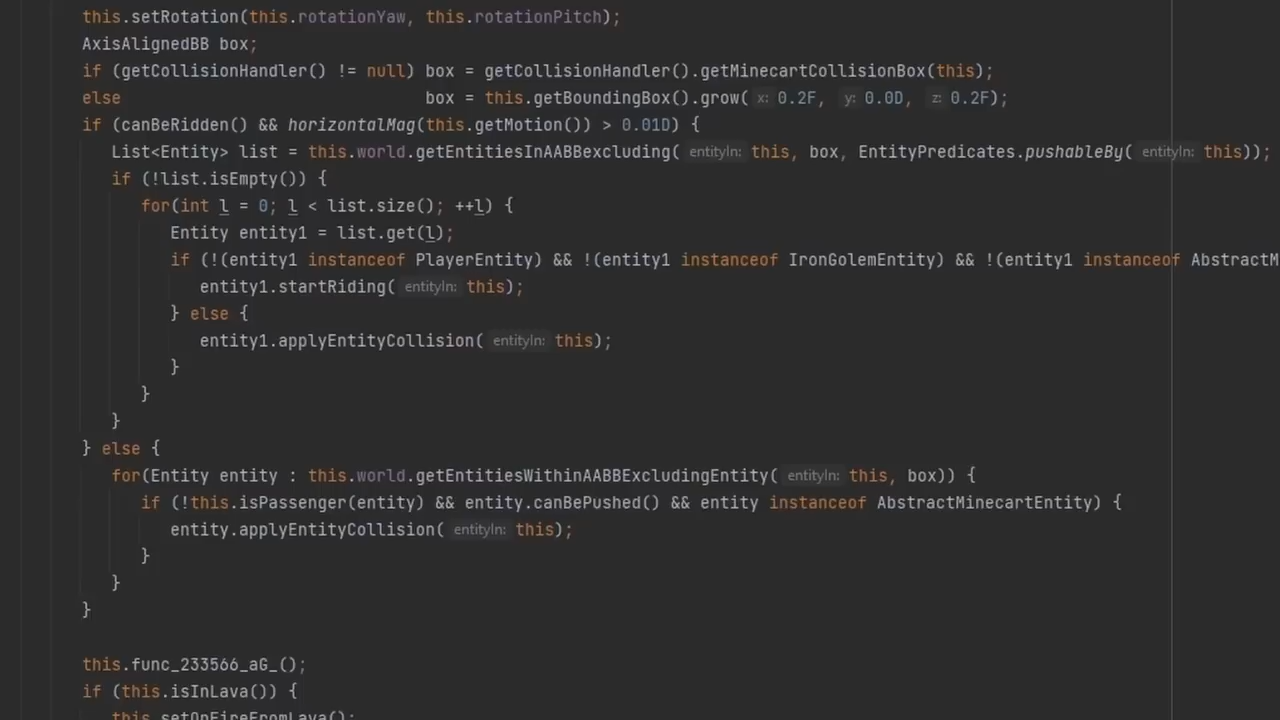 this.setRotation(this.rotationYaw, this.rotationPitch);
AxisAlignedBB box;
if (getCollisionHandler() != null) box = getCollisionHandler().getMinecartCollisionBox(this);
else box = this.getBoundingBox().grow( x: 0.2F, y: 0.0D, z: 0.2F);
if (canBeRidden() && horizontalMag(this.getMotion()) > 0.01D) {
List<Entity> list = this.world.getEntitiesInAABBexcluding( entityIn: this, box, EntityPredicates.pushableBy( entityIn: this));
if (!list.isEmpty()) {
for(int l = 0; l < list.size(); ++l) {
Entity entity1 = list.get(l);
if (!(entity1 instanceof PlayerEntity) && !(entity1 instanceof IronGolemEntity) && !(entity1 instanceof AbstractM
entity1.startRiding( entityIn: this);
} else {
entity1.applyEntityCollision( entityIn: this);
}
}
}
} else {
for(Entity entity : this.world.getEntitiesWithinAABBExcludingEntity( entityIn: this, box)) {
if (!this.isPassenger(entity) && entity.canBePushed() && entity instanceof AbstractMinecartEntity) {
entity.applyEntityCollision( entityIn: this);
}
}
}
this.func_233566_aG_();
if (this.isInLava()) {
this.setOnFireFromLava();